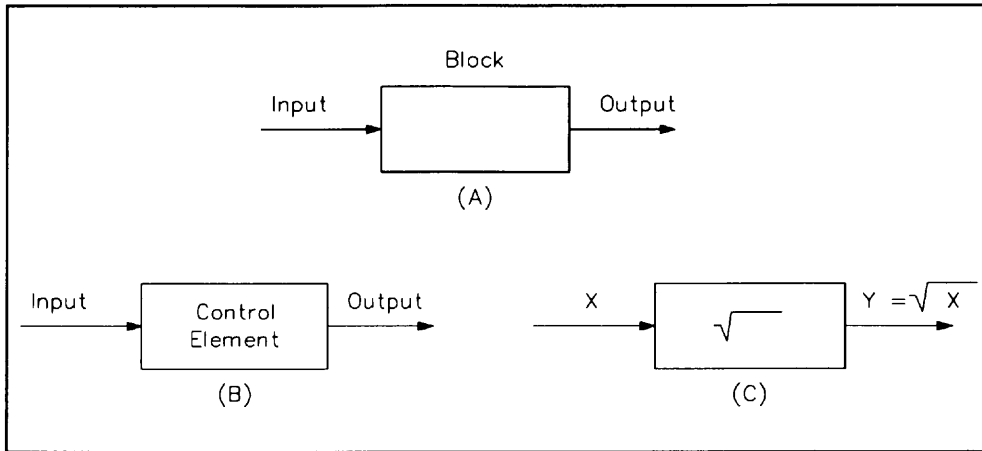 Block
Input
Output
(A)
Input
Control
Element
Output
(B)
X
√
Y = √X
(C)